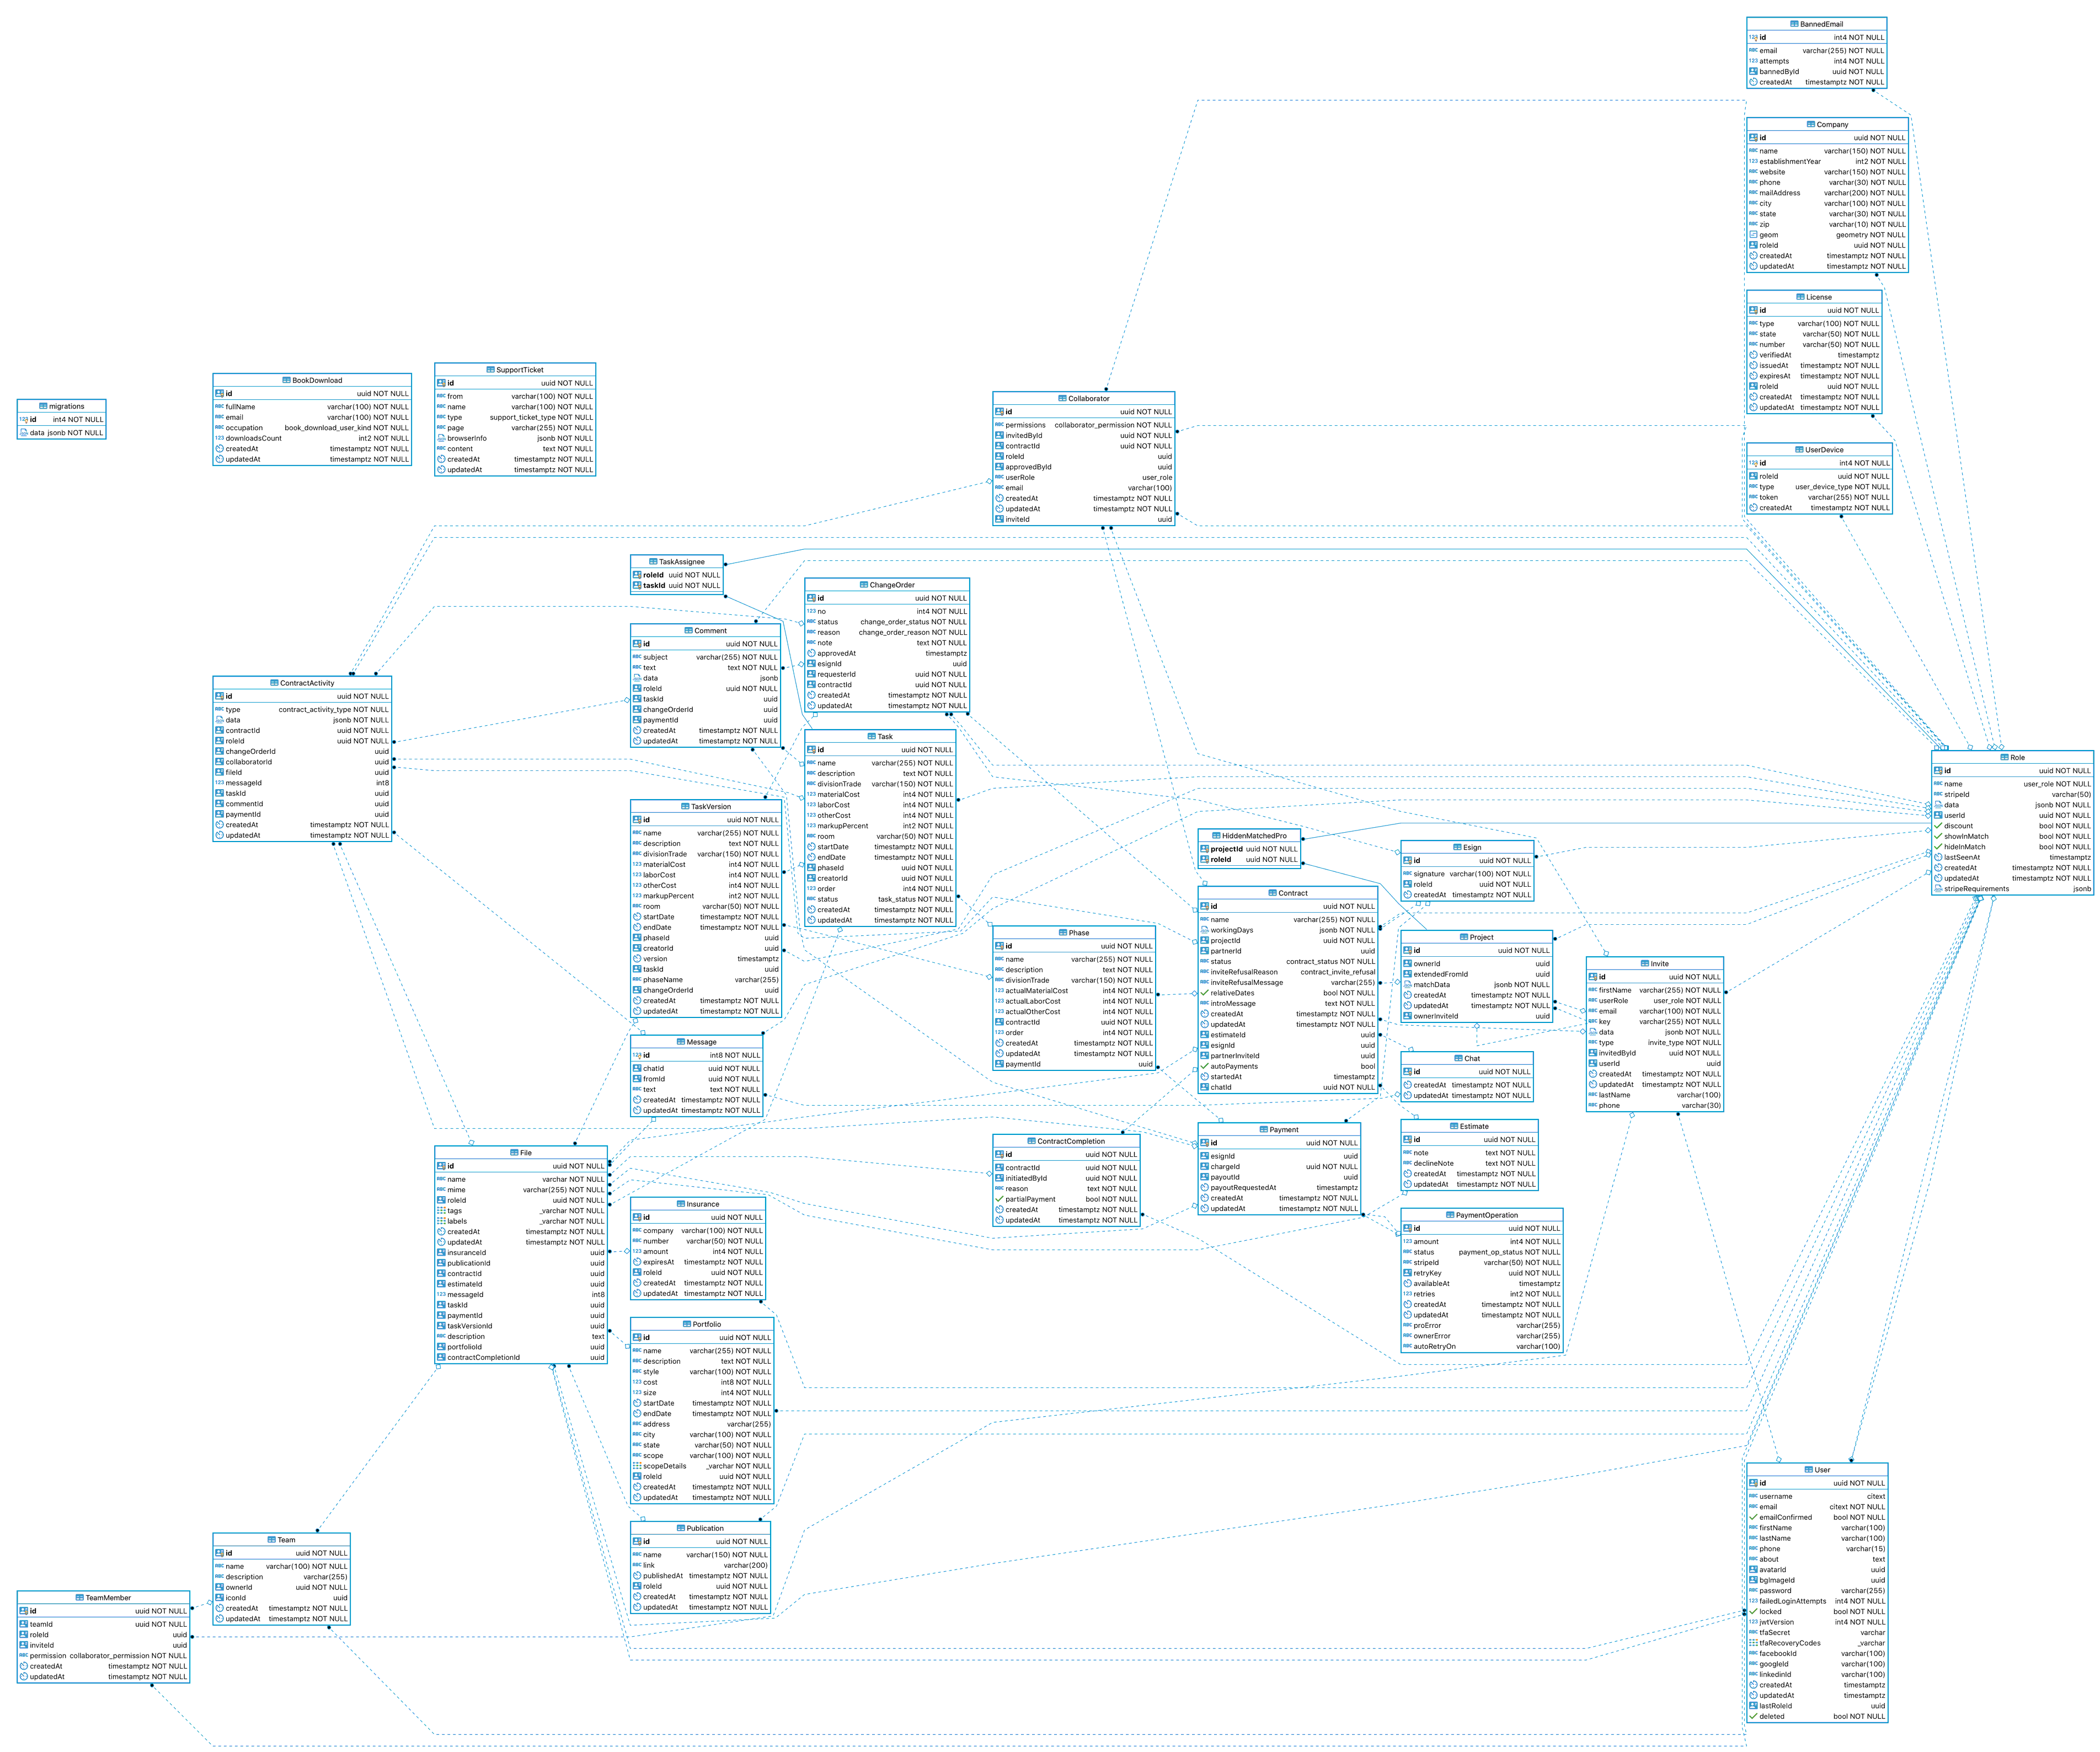 BannedEmail
id int4 NOT NULL
email varchar(255) NOT NULL
attempts int4 NOT NULL
bannedById uuid NOT NULL
createdAt timestamptz NOT NULL
Company
id uuid NOT NULL
name varchar(150) NOT NULL
establishmentYear int2 NOT NULL
website varchar(150) NOT NULL
phone varchar(30) NOT NULL
mailAddress varchar(200) NOT NULL
city varchar(100) NOT NULL
state varchar(30) NOT NULL
zip varchar(10) NOT NULL
geom geometry NOT NULL
roleId uuid NOT NULL
createdAt timestamptz NOT NULL
updatedAt timestamptz NOT NULL
License
id uuid NOT NULL
type varchar(100) NOT NULL
state varchar(50) NOT NULL
number varchar(50) NOT NULL
verifiedAt timestamptz
issuedAt timestamptz NOT NULL
expiresAt timestamptz NOT NULL
roleId uuid NOT NULL
createdAt timestamptz NOT NULL
updatedAt timestamptz NOT NULL
UserDevice
id int4 NOT NULL
roleId uuid NOT NULL
type user_device_type NOT NULL
token varchar(255) NOT NULL
createdAt timestamptz NOT NULL
migrations
id int4 NOT NULL
data jsonb NOT NULL
BookDownload
id uuid NOT NULL
fullName varchar(100) NOT NULL
email varchar(100) NOT NULL
occupation book_download_user_kind NOT NULL
downloadsCount int2 NOT NULL
createdAt timestamptz NOT NULL
updatedAt timestamptz NOT NULL
SupportTicket
id uuid NOT NULL
from varchar(100) NOT NULL
name varchar(100) NOT NULL
type support_ticket_type NOT NULL
page varchar(255) NOT NULL
browserInfo jsonb NOT NULL
content text NOT NULL
createdAt timestamptz NOT NULL
updatedAt timestamptz NOT NULL
Collaborator
id uuid NOT NULL
permissions collaborator_permission NOT NULL
invitedById uuid NOT NULL
contractId uuid NOT NULL
roleId uuid
approvedById uuid
userRole user_role
email varchar(100)
createdAt timestamptz NOT NULL
updatedAt timestamptz NOT NULL
inviteId uuid
TaskAssignee
roleId uuid NOT NULL
taskId uuid NOT NULL
ChangeOrder
id uuid NOT NULL
no int4 NOT NULL
status change_order_status NOT NULL
reason change_order_reason NOT NULL
note text NOT NULL
approvedAt timestamptz
esignId uuid
requesterId uuid NOT NULL
contractId uuid NOT NULL
createdAt timestamptz NOT NULL
updatedAt timestamptz NOT NULL
Comment
id uuid NOT NULL
subject varchar(255) NOT NULL
text text NOT NULL
data jsonb
roleId uuid NOT NULL
taskId uuid
changeOrderId uuid
paymentId uuid
createdAt timestamptz NOT NULL
updatedAt timestamptz NOT NULL
ContractActivity
id uuid NOT NULL
type contract_activity_type NOT NULL
data jsonb NOT NULL
contractId uuid NOT NULL
roleId uuid NOT NULL
changeOrderId uuid
collaboratorId uuid
fileId uuid
messageId int8
taskId uuid
commentId uuid
paymentId uuid
createdAt timestamptz NOT NULL
updatedAt timestamptz NOT NULL
Task
id uuid NOT NULL
name varchar(255) NOT NULL
description text NOT NULL
divisionTrade varchar(150) NOT NULL
materialCost int4 NOT NULL
laborCost int4 NOT NULL
otherCost int4 NOT NULL
markupPercent int2 NOT NULL
room varchar(50) NOT NULL
startDate timestamptz NOT NULL
endDate timestamptz NOT NULL
phaseId uuid NOT NULL
creatorId uuid NOT NULL
order int4 NOT NULL
status task_status NOT NULL
createdAt timestamptz NOT NULL
updatedAt timestamptz NOT NULL
Role
id uuid NOT NULL
name user_role NOT NULL
stripeId varchar(50)
data jsonb NOT NULL
userId uuid NOT NULL
discount bool NOT NULL
showInMatch bool NOT NULL
hideInMatch bool NOT NULL
lastSeenAt timestamptz
createdAt timestamptz NOT NULL
updatedAt timestamptz NOT NULL
stripeRequirements jsonb
TaskVersion
id uuid NOT NULL
name varchar(255) NOT NULL
description text NOT NULL
divisionTrade varchar(150) NOT NULL
materialCost int4 NOT NULL
laborCost int4 NOT NULL
otherCost int4 NOT NULL
markupPercent int2 NOT NULL
room varchar(50) NOT NULL
startDate timestamptz NOT NULL
endDate timestamptz NOT NULL
phaseId uuid
creatorId uuid NOT NULL
version timestamptz
taskId uuid
phaseName varchar(255)
changeOrderId uuid
createdAt timestamptz NOT NULL
updatedAt timestamptz NOT NULL
HiddenMatchedPro
projectId uuid NOT NULL
roleId uuid NOT NULL
Esign
id uuid NOT NULL
signature varchar(100) NOT NULL
roleId uuid NOT NULL
createdAt timestamptz NOT NULL
Contract
id uuid NOT NULL
name varchar(255) NOT NULL
workingDays jsonb NOT NULL
projectId uuid NOT NULL
partnerId uuid
status contract_status NOT NULL
inviteRefusalReason contract_invite_refusal
inviteRefusalMessage varchar(255)
relativeDates bool NOT NULL
introMessage text NOT NULL
createdAt timestamptz NOT NULL
updatedAt timestamptz NOT NULL
estimateId uuid
esignId uuid
partnerInviteId uuid
autoPayments bool
startedAt timestamptz
chatId uuid NOT NULL
Phase
id uuid NOT NULL
name varchar(255) NOT NULL
description text NOT NULL
divisionTrade varchar(150) NOT NULL
actualMaterialCost int4 NOT NULL
actualLaborCost int4 NOT NULL
actualOtherCost int4 NOT NULL
contractId uuid NOT NULL
order int4 NOT NULL
createdAt timestamptz NOT NULL
updatedAt timestamptz NOT NULL
paymentId uuid
Project
id uuid NOT NULL
ownerId uuid
extendedFromId uuid
matchData jsonb NOT NULL
createdAt timestamptz NOT NULL
updatedAt timestamptz NOT NULL
ownerInviteId uuid
Invite
id uuid NOT NULL
firstName varchar(255) NOT NULL
userRole user_role NOT NULL
email varchar(100) NOT NULL
key varchar(255) NOT NULL
data jsonb NOT NULL
type invite_type NOT NULL
invitedById uuid NOT NULL
userId uuid
createdAt timestamptz NOT NULL
updatedAt timestamptz NOT NULL
lastName varchar(100)
phone varchar(30)
Message
id int8 NOT NULL
chatId uuid NOT NULL
fromId uuid NOT NULL
text text NOT NULL
createdAt timestamptz NOT NULL
updatedAt timestamptz NOT NULL
Chat
id uuid NOT NULL
createdAt timestamptz NOT NULL
updatedAt timestamptz NOT NULL
ContractCompletion
id uuid NOT NULL
contractId uuid NOT NULL
initiatedById uuid NOT NULL
reason text NOT NULL
partialPayment bool NOT NULL
createdAt timestamptz NOT NULL
updatedAt timestamptz NOT NULL
Payment
id uuid NOT NULL
esignId uuid
chargeId uuid NOT NULL
payoutId uuid
payoutRequestedAt timestamptz
createdAt timestamptz NOT NULL
updatedAt timestamptz NOT NULL
Estimate
id uuid NOT NULL
note text NOT NULL
declineNote text NOT NULL
createdAt timestamptz NOT NULL
updatedAt timestamptz NOT NULL
File
id uuid NOT NULL
name varchar NOT NULL
mime varchar(255) NOT NULL
roleId uuid NOT NULL
tags _varchar NOT NULL
labels _varchar NOT NULL
createdAt timestamptz NOT NULL
updatedAt timestamptz NOT NULL
insuranceId uuid
publicationId uuid
contractId uuid
estimateId uuid
messageId int8
taskId uuid
paymentId uuid
taskVersionId uuid
description text
portfolioId uuid
contractCompletionId uuid
Insurance
id uuid NOT NULL
company varchar(100) NOT NULL
number varchar(50) NOT NULL
amount int4 NOT NULL
expiresAt timestamptz NOT NULL
roleId uuid NOT NULL
createdAt timestamptz NOT NULL
updatedAt timestamptz NOT NULL
PaymentOperation
id uuid NOT NULL
amount int4 NOT NULL
status payment_op_status NOT NULL
stripeId varchar(50) NOT NULL
retryKey uuid NOT NULL
availableAt timestamptz
retries int2 NOT NULL
createdAt timestamptz NOT NULL
updatedAt timestamptz NOT NULL
proError varchar(255)
ownerError varchar(255)
autoRetryOn varchar(100)
Portfolio
id uuid NOT NULL
name varchar(255) NOT NULL
description text NOT NULL
style varchar(100) NOT NULL
cost int8 NOT NULL
size int4 NOT NULL
startDate timestamptz NOT NULL
endDate timestamptz NOT NULL
address varchar(255)
city varchar(100) NOT NULL
state varchar(50) NOT NULL
scope varchar(100) NOT NULL
scopeDetails _varchar NOT NULL
roleId uuid NOT NULL
createdAt timestamptz NOT NULL
updatedAt timestamptz NOT NULL
User
id uuid NOT NULL
username citext
email citext NOT NULL
emailConfirmed bool NOT NULL
firstName varchar(100)
lastName varchar(100)
phone varchar(15)
about text
avatarId uuid
bgImageId uuid
password varchar(255)
failedLoginAttempts int4 NOT NULL
locked bool NOT NULL
jwtVersion int4 NOT NULL
tfaSecret varchar
tfaRecoveryCodes _varchar
facebookId varchar(100)
googleId varchar(100)
linkedinId varchar(100)
createdAt timestamptz
updatedAt timestamptz
lastRoleId uuid
deleted bool NOT NULL
Publication
id uuid NOT NULL
name varchar(150) NOT NULL
link varchar(200)
publishedAt timestamptz NOT NULL
roleId uuid NOT NULL
createdAt timestamptz NOT NULL
updatedAt timestamptz NOT NULL
Team
id uuid NOT NULL
name varchar(100) NOT NULL
description varchar(255)
ownerId uuid NOT NULL
iconId uuid
createdAt timestamptz NOT NULL
updatedAt timestamptz NOT NULL
TeamMember
id uuid NOT NULL
teamId uuid NOT NULL
roleId uuid
inviteId uuid
permission collaborator_permission NOT NULL
createdAt timestamptz NOT NULL
updatedAt timestamptz NOT NULL